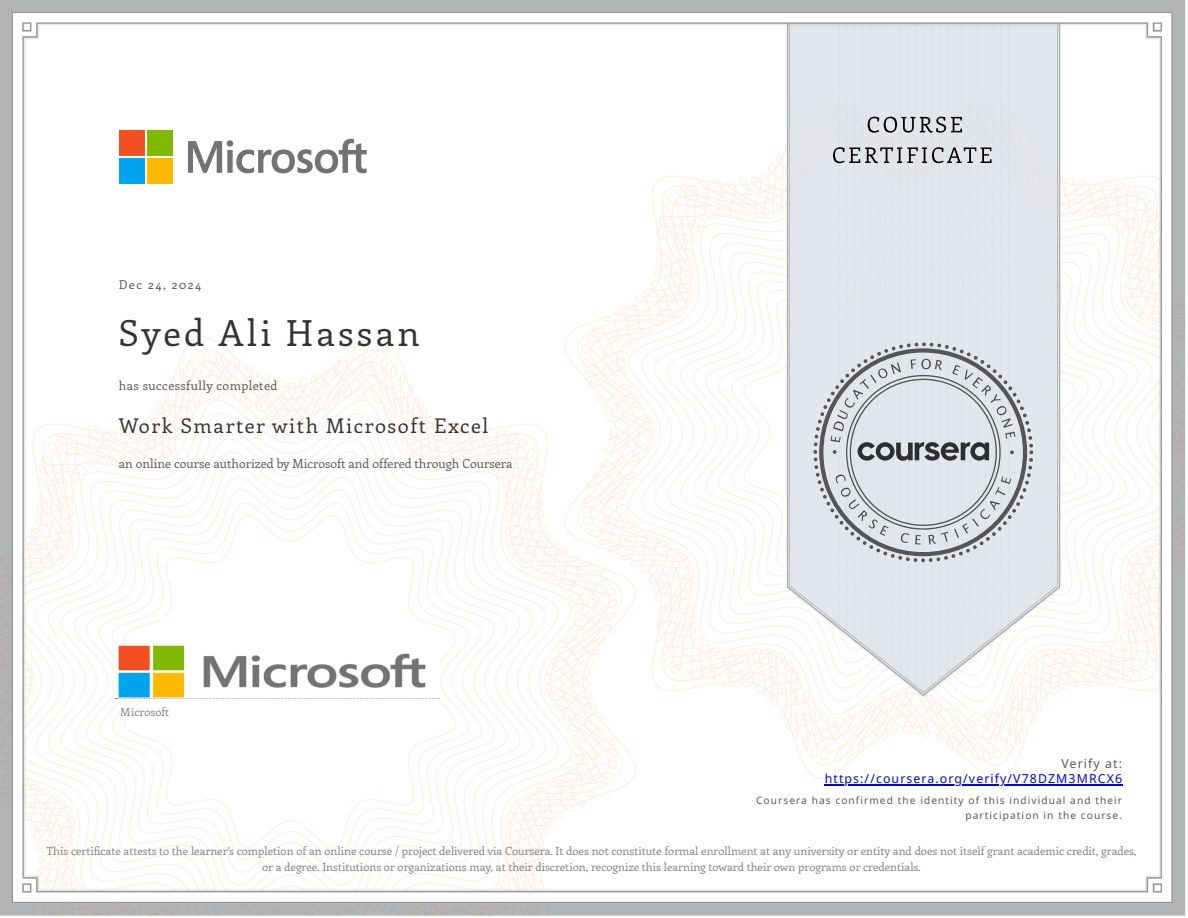 Microsoft
COURSE
CERTIFICATE
Dec 24, 2024
Syed Ali Hassan
has successfully completed
Work Smarter with Microsoft Excel
an online course authorized by Microsoft and offered through Coursera
EDUCATION FOR EVERYONE
coursera
COURSE CERTIFICATE
Microsoft
Microsoft
Verify at:
https://coursera.org/verify/V78DZM3MRCX6
Coursera has confirmed the identity of this individual and their
participation in the course.
This certificate attests to the learner's completion of an online course / project delivered via Coursera. It does not constitute formal enrollment at any university or entity and does not itself grant academic credit, grades,
or a degree. Institutions or organizations may, at their discretion, recognize this learning toward their own programs or credentials.